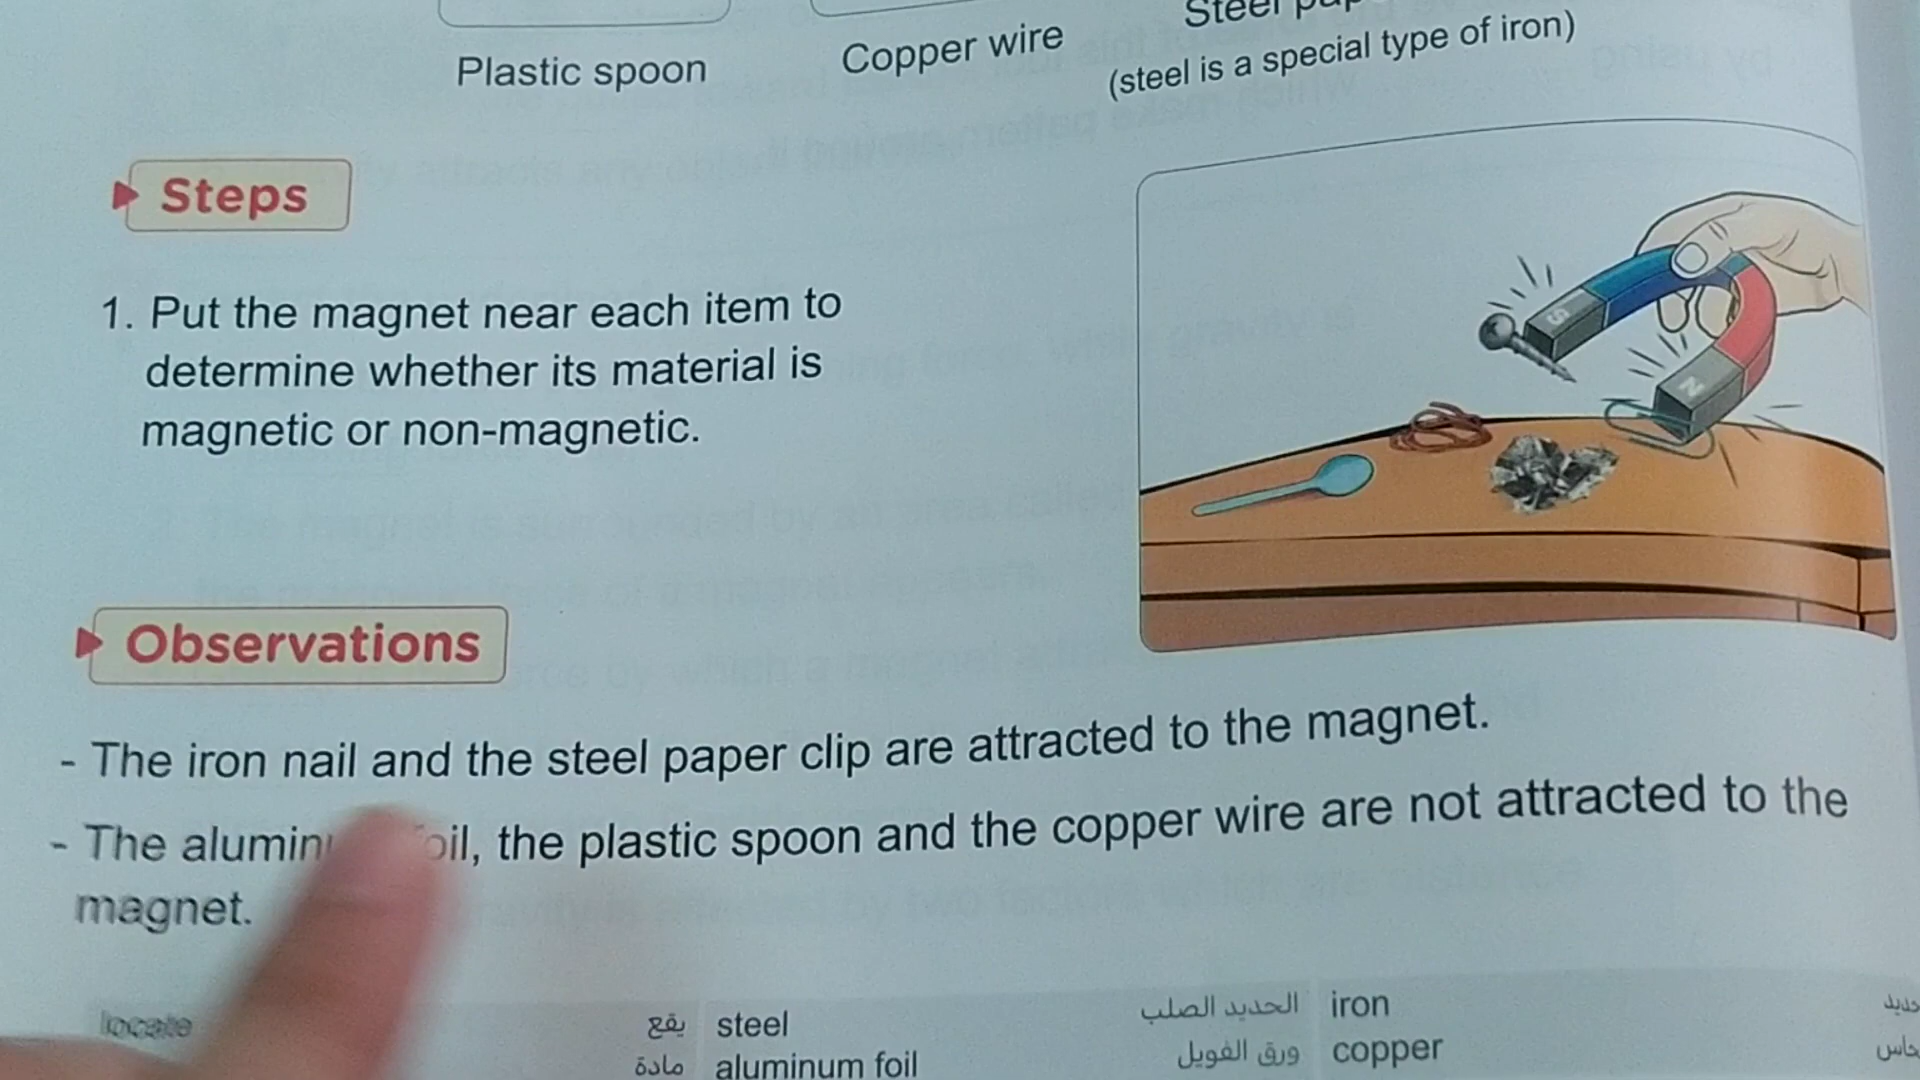 Plastic spoon
Copper wire
Steel
(steel is a special type of iron)
Steps
1. Put the magnet near each item to
determine whether its material is
magnetic or non-magnetic.
S
N
Observations
- The iron nail and the steel paper clip are attracted to the magnet.
- The oil, the plastic spoon and the copper wire are not attracted to the
magnet.
locate يقع steel الحديد الصلب iron
مادة aluminum foil ورق الفويل copper